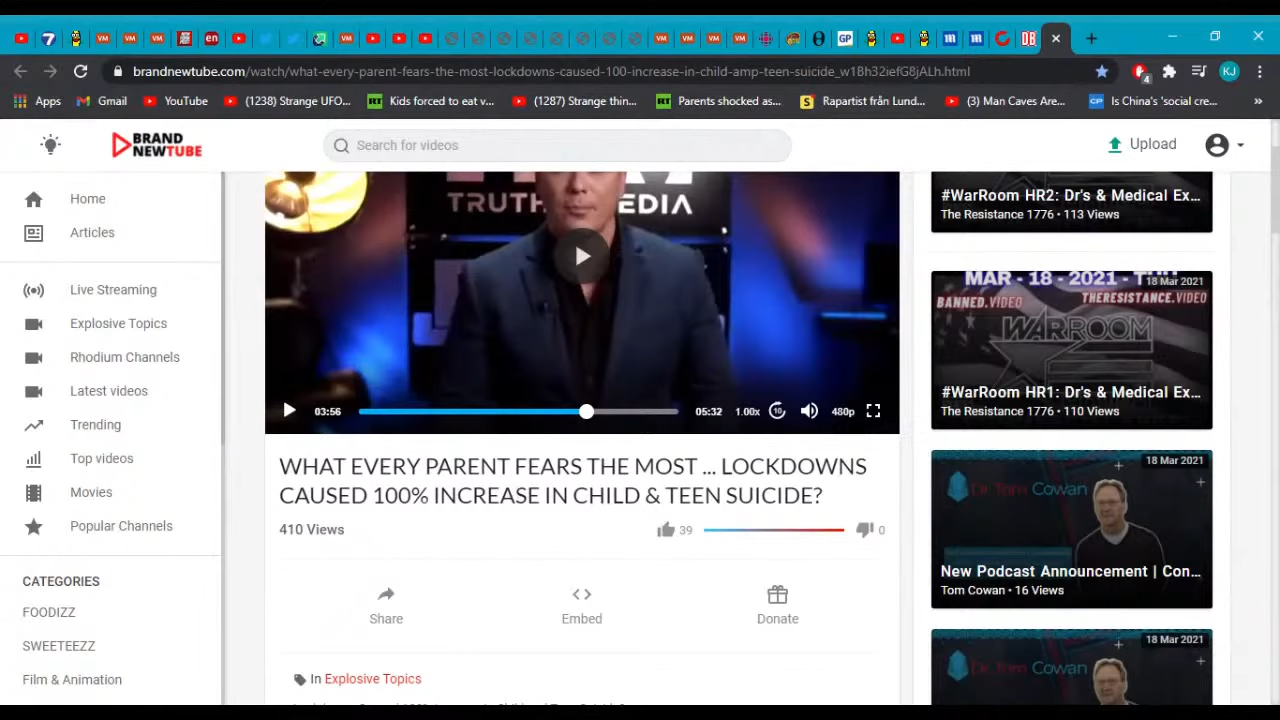 brandnewtube.com/watch/what-every-parent-fears-the-most-lockdowns-caused-100-increase-in-child-amp-teen-suicide_w1Bh32iefG8jALh.html
4
KJ
Apps
Gmail
YouTube
(1238) Strange UFO...
RT
Kids forced to eat v...
(1287) Strange thin...
RT
Parents shocked as...
S
Rapartist från Lund...
(3) Man Caves Are...
CP
Is China's 'social cre...
»
BRAND
NEWTUBE
Search for videos
Upload
Home
Articles
Live Streaming
Explosive Topics
Rhodium Channels
Latest videos
Trending
Top videos
Movies
Popular Channels
CATEGORIES
FOODIZZ
SWEETEEZZ
Film & Animation
03:56
05:32
1.00x
10
480p
WHAT EVERY PARENT FEARS THE MOST ... LOCKDOWNS
CAUSED 100% INCREASE IN CHILD & TEEN SUICIDE?
410 Views
39
0
Share
Embed
Donate
In Explosive Topics
#WarRoom HR2: Dr's & Medical Ex...
The Resistance 1776 • 113 Views
MAR - 18 - 2021 -
18 Mar 2021
BANNED.VIDEO
THERESISTANCE.VIDEO
WARROOM
#WarRoom HR1: Dr's & Medical Ex...
The Resistance 1776 • 110 Views
18 Mar 2021
Dr. Tom Cowan
New Podcast Announcement | Con...
Tom Cowan • 16 Views
18 Mar 2021
Dr. Tom Cowan